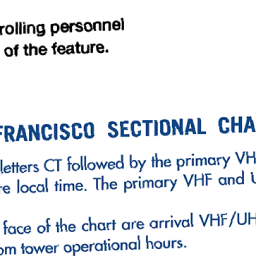 rolling personnel
of the feature.
FRANCISCO SECTIONAL CHA
letters CT followed by the primary VH
re local time. The primary VHF and U
face of the chart are arrival VHF/UH
om tower operational hours.